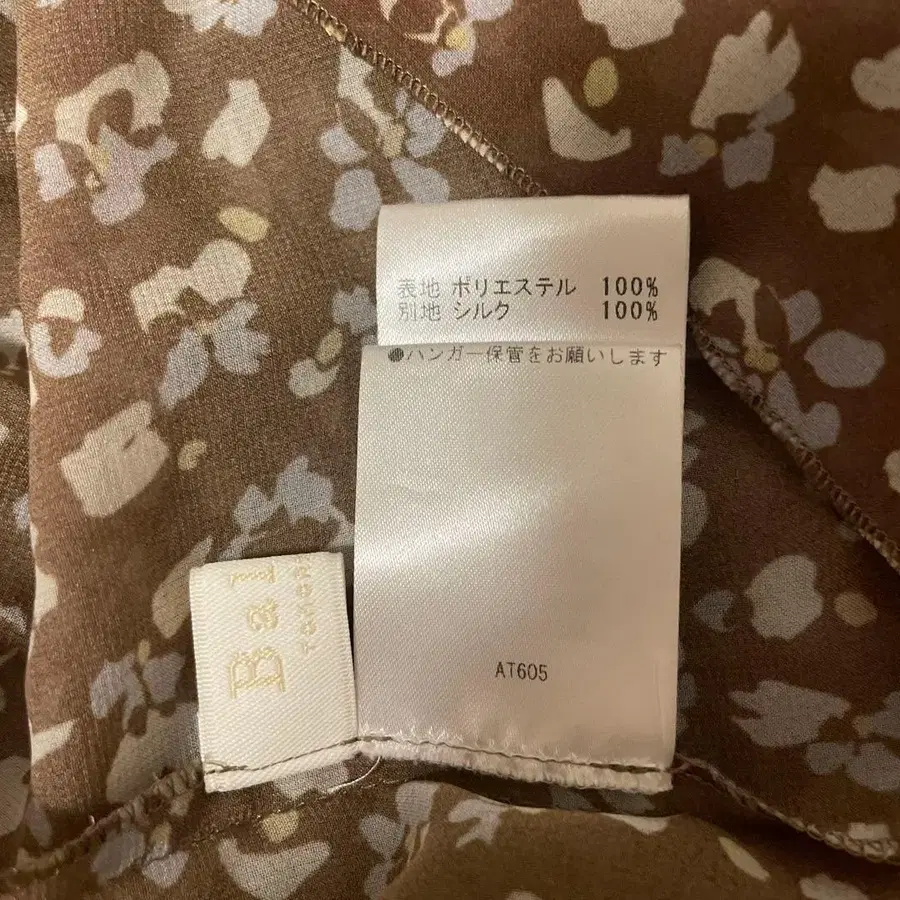 表地 ポリエステル 100%
別地 シルク 100%
●ハンガー保管をお願いします
AT605
Bal